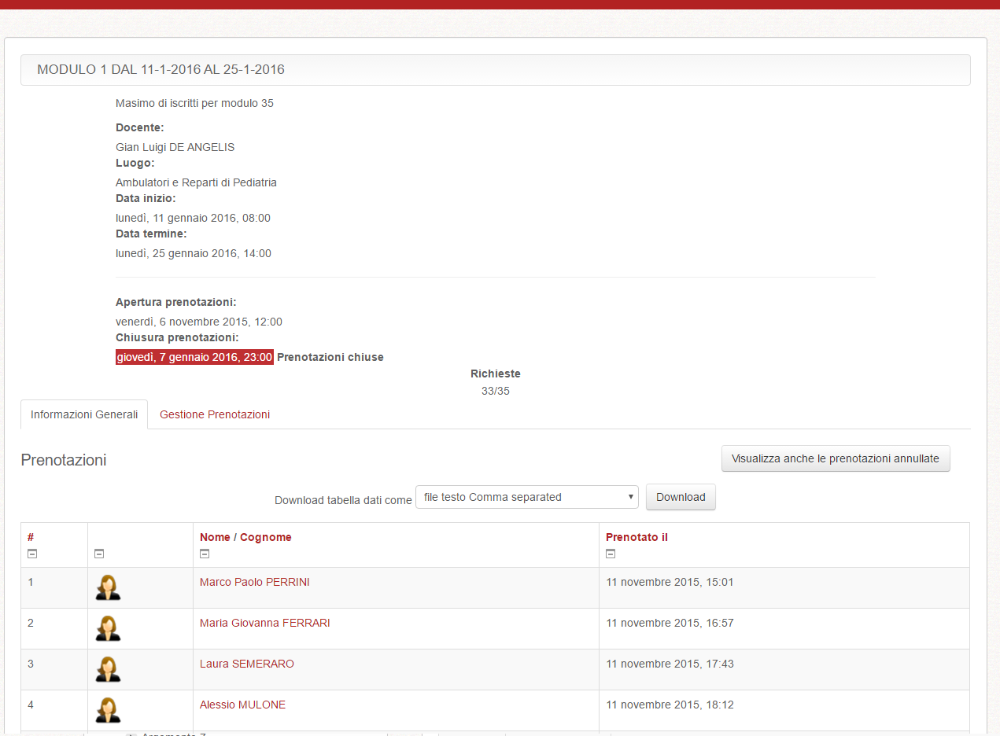 MODULO 1 DAL 11-1-2016 AL 25-1-2016
Masimo di iscritti per modulo 35
Docente:
Gian Luigi DE ANGELIS
Luogo:
Ambulatori e Reparti di Pediatria
Data inizio:
lunedì, 11 gennaio 2016, 08:00
Data termine:
lunedì, 25 gennaio 2016, 14:00
Apertura prenotazioni:
venerdì, 6 novembre 2015, 12:00
Chiusura prenotazioni:
giovedì, 7 gennaio 2016, 23:00 Prenotazioni chiuse
Richieste
33/35
Informazioni Generali Gestione Prenotazioni
Prenotazioni Visualizza anche le prenotazioni annullate
Download tabella dati come file testo Comma separated Download
# Nome / Cognome Prenotato il
1 Marco Paolo PERRINI 11 novembre 2015, 15:01
2 Maria Giovanna FERRARI 11 novembre 2015, 16:57
3 Laura SEMERARO 11 novembre 2015, 17:43
4 Alessio MULONE 11 novembre 2015, 18:12